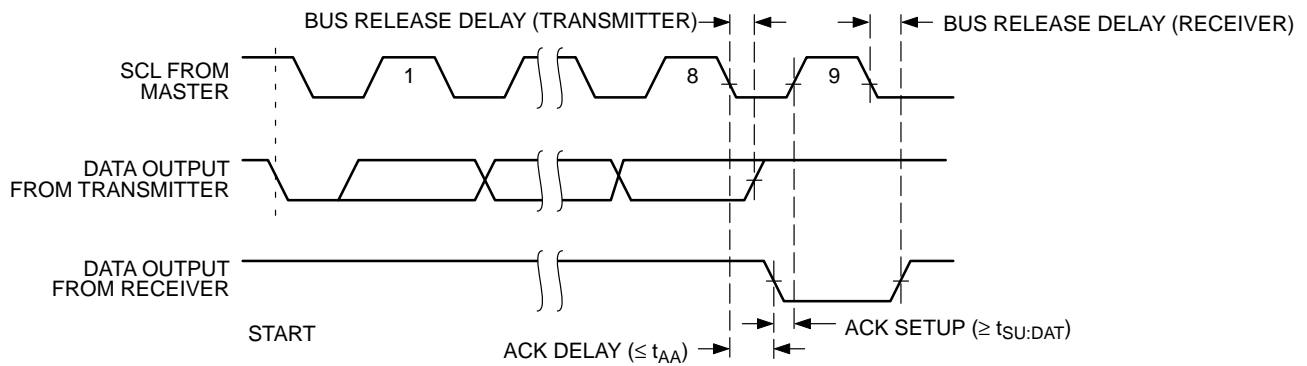 BUS RELEASE DELAY (TRANSMITTER)
BUS RELEASE DELAY (RECEIVER)
SCL FROM
MASTER
1
8
9
DATA OUTPUT
FROM TRANSMITTER
DATA OUTPUT
FROM RECEIVER
START
ACK SETUP (≥ tSU:DAT)
ACK DELAY (≤ tAA)